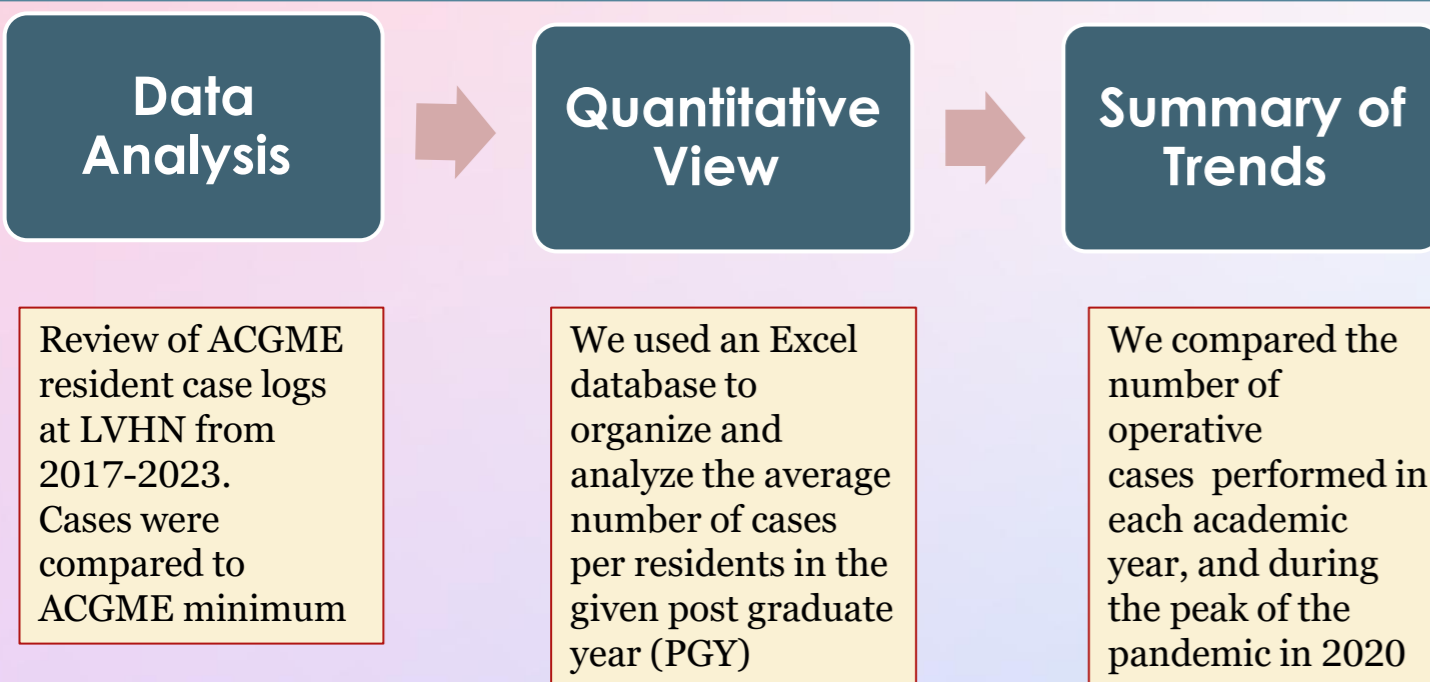 Data
Analysis
Quantitative
View
Summary of
Trends
Review of ACGME
resident case logs
at LVHN from
2017-2023.
Cases were
compared to
ACGME minimum
We used an Excel
database to
organize and
analyze the average
number of cases
per residents in the
given post graduate
year (PGY)
We compared the
number of
operative
cases  performed in
each academic
year, and during
the peak of the
pandemic in 2020